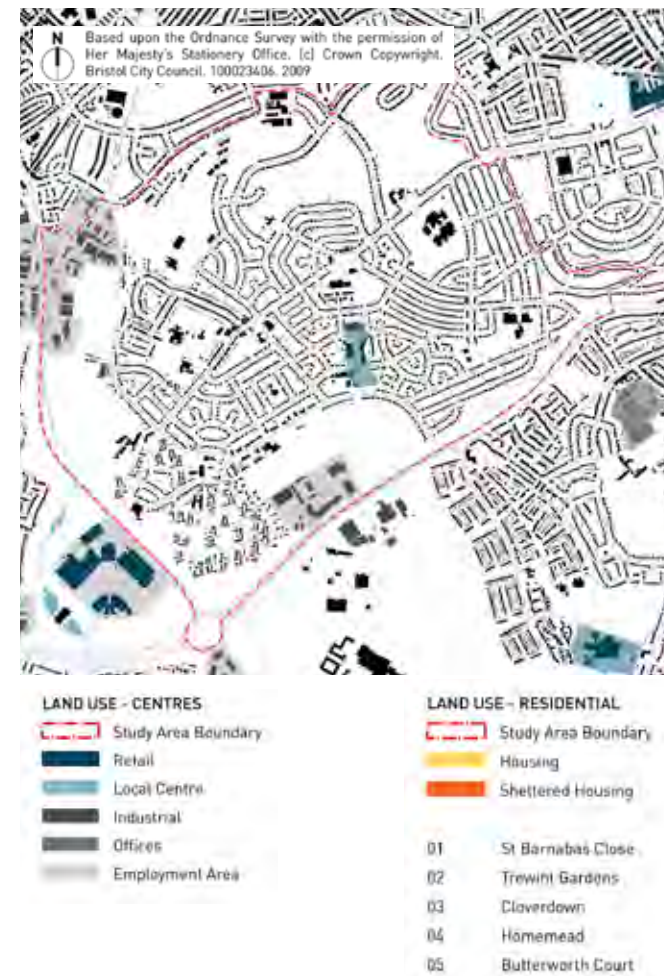 N
Based upon the Ordnance Survey with the permission of
Her Majesty's Stationery Office. (c) Crown Copywright.
Bristol City Council. 100023406. 2009
LAND USE - CENTRES
Study Area Boundary
Retail
Local Centre
Industrial
Offices
Employment Area
LAND USE - RESIDENTIAL
Study Area Boundary
Housing
Sheltered Housing
01 St Barnabas Close
02 Trewint Gardens
03 Cloverdown
04 Homemead
05 Butterworth Court